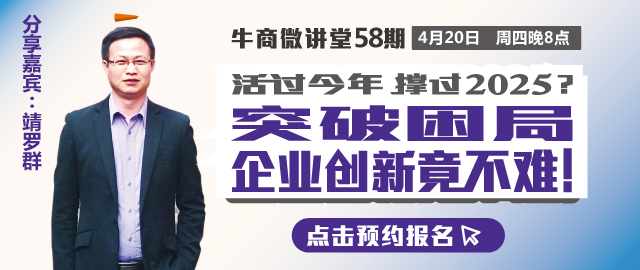 分享嘉宾：靖罗群
牛商微讲堂58期
4月20日 周四晚8点
活过今年 撑过2025?
突破困局
企业创新竟不难!
点击预约报名